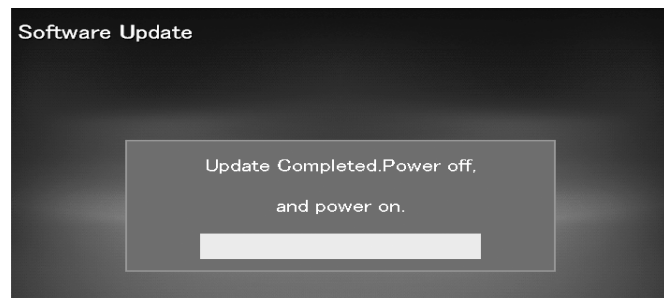 Software Update
Update Completed.Power off,
and power on.